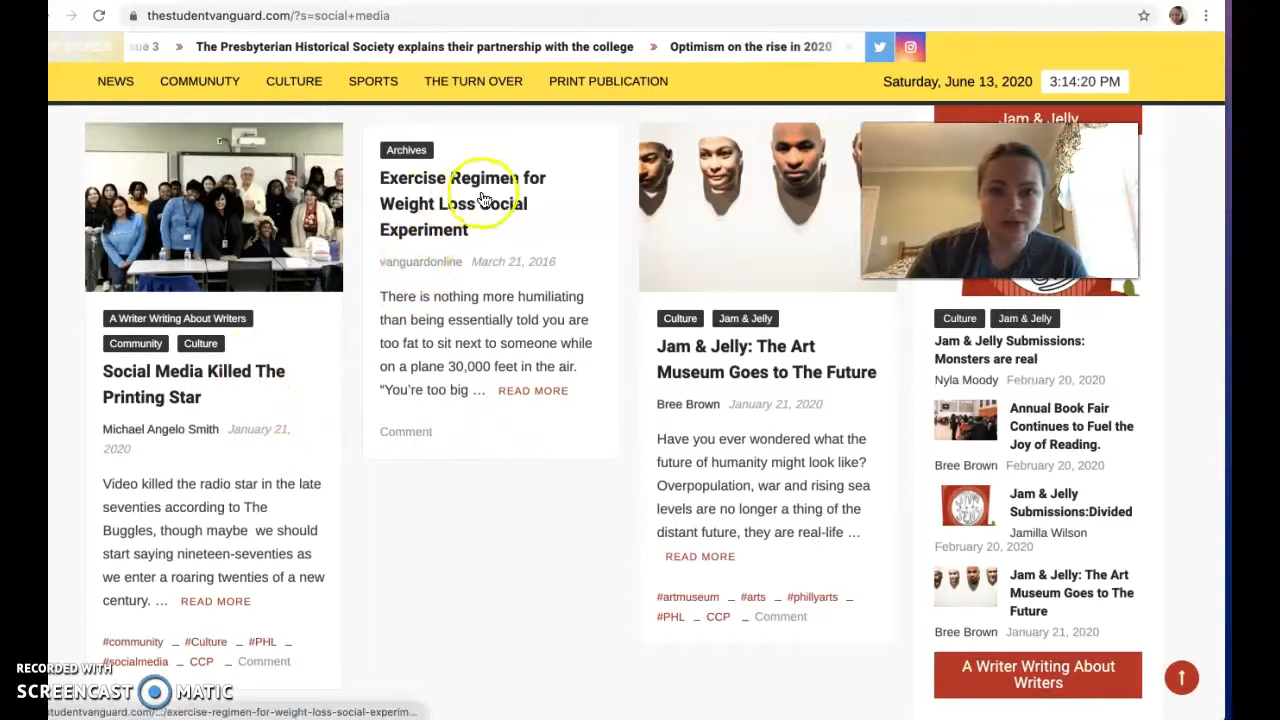 thestudentvanguard.com/?s=social+media
ue 3 » The Presbyterian Historical Society explains their partnership with the college » Optimism on the rise in 2020
NEWS COMMUNITY CULTURE SPORTS THE TURN OVER PRINT PUBLICATION
Saturday, June 13, 2020 3:14:20 PM
A Writer Writing About Writers
Community Culture
Social Media Killed The
Printing Star
Michael Angelo Smith January 21,
2020
Video killed the radio star in the late
seventies according to The
Buggles, though maybe we should
start saying nineteen-seventies as
we enter a roaring twenties of a new
century. … READ MORE
#community _ #Culture _ #PHL _
#socialmedia _ CCP _ Comment
Archives
Exercise Regimen for
Weight Loss Social
Experiment
vanguardonline March 21, 2016
There is nothing more humiliating
than being essentially told you are
too fat to sit next to someone while
on a plane 30,000 feet in the air.
"You're too big … READ MORE
Comment
Culture Jam & Jelly
Jam & Jelly: The Art
Museum Goes to The Future
Bree Brown January 21, 2020
Have you ever wondered what the
future of humanity might look like?
Overpopulation, war and rising sea
levels are no longer a thing of the
distant future, they are real-life …
READ MORE
#artmuseum _ #arts _ #phillyarts _
#PHL _ CCP _ Comment
Jam & Jelly
Culture Jam & Jelly
Jam & Jelly Submissions:
Monsters are real
Nyla Moody February 20, 2020
Annual Book Fair
Continues to Fuel the
Joy of Reading.
Bree Brown February 20, 2020
Jam & Jelly
Submissions:Divided
Jamilla Wilson
February 20, 2020
Jam & Jelly: The Art
Museum Goes to The
Future
Bree Brown January 21, 2020
A Writer Writing About
Writers
RECORDED WITH
SCREENCAST MATIC
studentvanguard.com/.../exercise-regimen-for-weight-loss-social-experim...